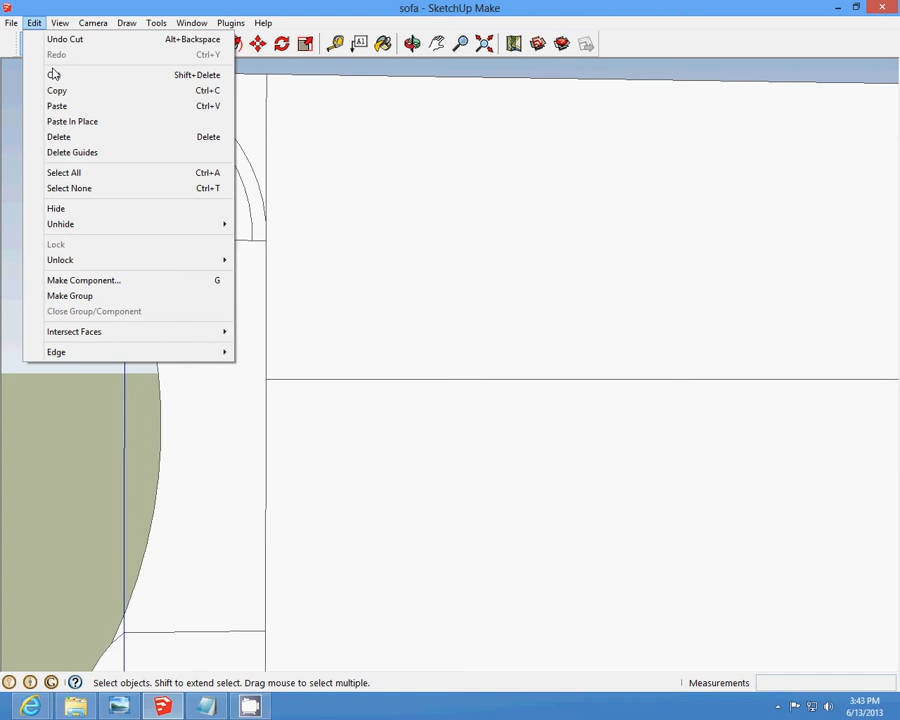 sofa - SketchUp Make
File Edit View Camera Draw Tools Window Plugins Help
Undo Cut Alt+Backspace
Redo Ctrl+Y
Shift+Delete
Copy Ctrl+C
Paste Ctrl+V
Paste In Place
Delete Delete
Delete Guides
Select All Ctrl+A
Select None Ctrl+T
Hide
Unhide
Lock
Unlock
Make Component... G
Make Group
Close Group/Component
Intersect Faces
Edge
Select objects. Shift to extend select. Drag mouse to select multiple. Measurements
3:43 PM
6/13/2013